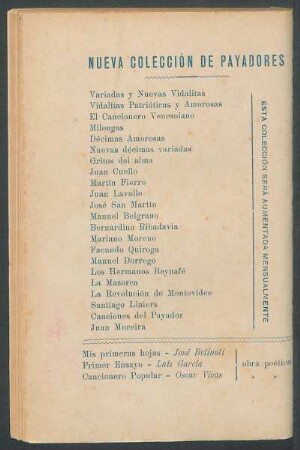 NUEVA COLECCIÓN DE PAYADORES
Variadas y Nuevas Vidalitas
Vidalitas Patrióticas y Amorosas
El Cancionero Venezolano
Milongas
Décimas Amorosas
Nuevas décimas variadas
Gritos del alma
Juan Cuello
Martin Fierro
Juan Lavalle
José San Martin
Manuel Belgrano
Bernardino Ribadavia
Mariano Moreno
Facundo Quiroga
Manuel Dorrego
Los Hermanos Reynafé
La Mazorca
La Revolución de Montevideo
Santiago Liniers
Canciones del Payador
Juan Moreira
ESTA COLECCIÓN SERÁ AUMENTADA MENSUALMENTE
Mis primeras hojas - José Betinoti
Primer Ensayo - Luis García obra poética
Cancionero Popular - Oscar Vivas " "